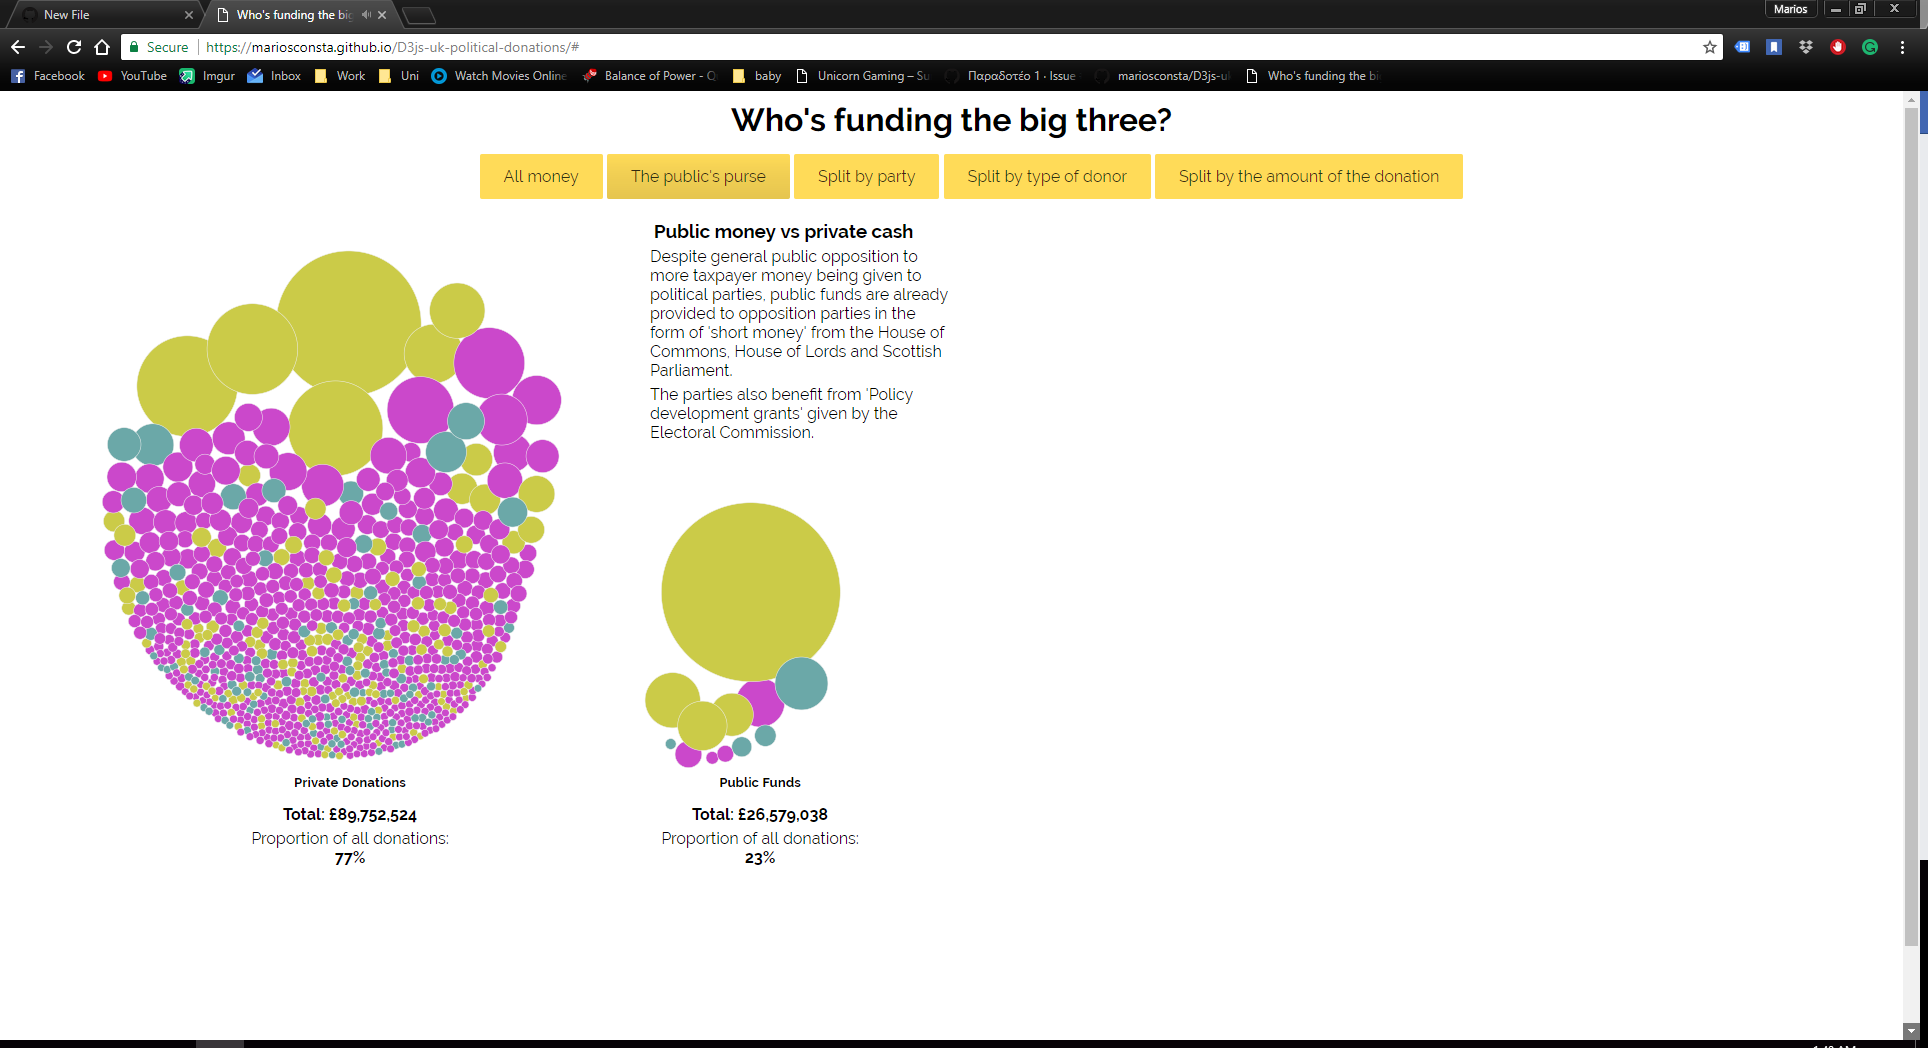 New File
Who's funding the big
Marios
Secure https://mariosconsta.github.io/D3js-uk-political-donations/#
Facebook YouTube Imgur Inbox Work Uni Watch Movies Online Balance of Power - baby Unicorn Gaming – Παραδοτέο 1 · Issue mariosconsta/D3js-u Who's funding the bi
Who's funding the big three?
All money The public's purse Split by party Split by type of donor Split by the amount of the donation
Public money vs private cash
Despite general public opposition to
more taxpayer money being given to
political parties, public funds are already
provided to opposition parties in the
form of 'short money' from the House of
Commons, House of Lords and Scottish
Parliament.
The parties also benefit from 'Policy
development grants' given by the
Electoral Commission.
Private Donations
Total: £89,752,524
Proportion of all donations:
77%
Public Funds
Total: £26,579,038
Proportion of all donations:
23%